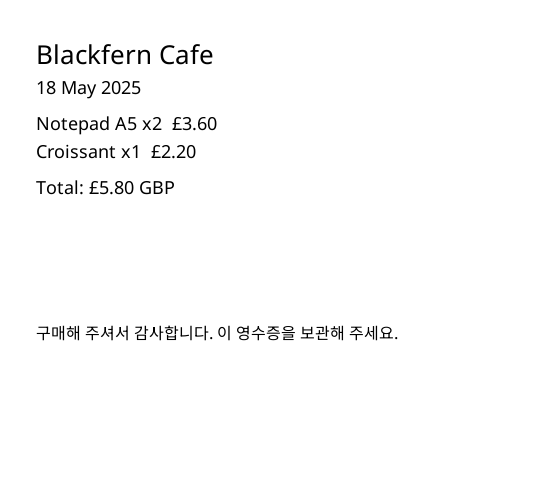 Blackfern Cafe
18 May 2025
Notepad A5 x2  £3.60
Croissant x1  £2.20
Total: £5.80 GBP
구매해 주셔서 감사합니다. 이 영수증을 보관해 주세요.